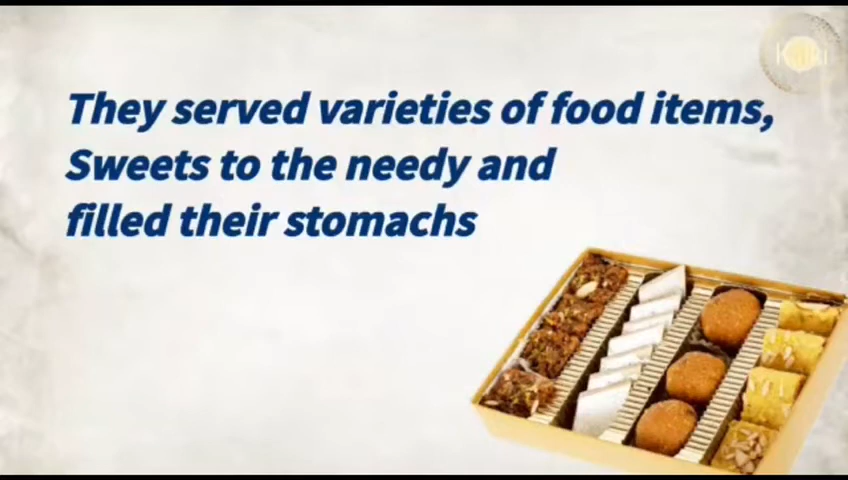 They served varieties of food items,
Sweets to the needy and
filled their stomachs